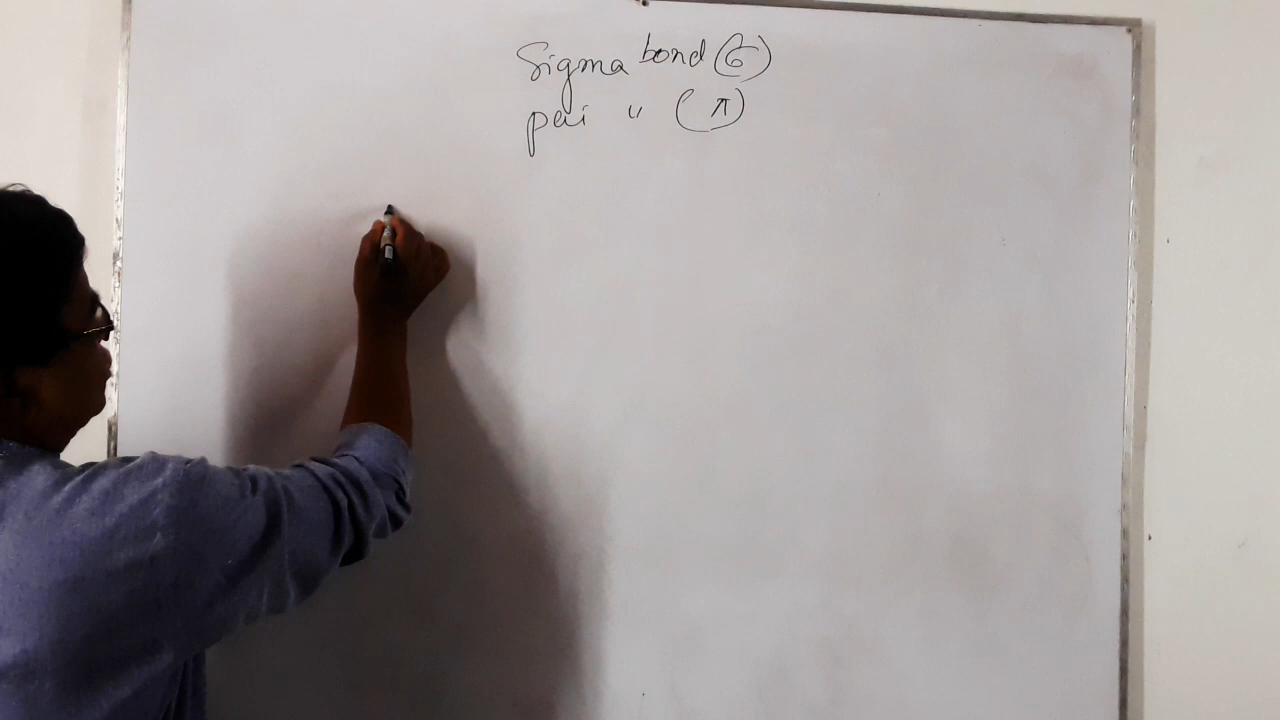 Sigma bond (σ)
pai " (π)